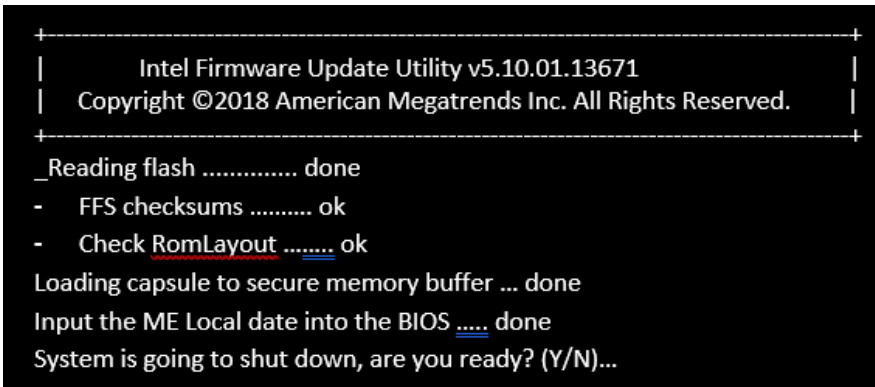 Intel Firmware Update Utility v5.10.01.13671
Copyright ©2018 American Megatrends Inc. All Rights Reserved.
_Reading flash .............. done
- FFS checksums .......... ok
- Check RomLayout ........ ok
Loading capsule to secure memory buffer ... done
Input the ME Local date into the BIOS ..... done
System is going to shut down, are you ready? (Y/N)...